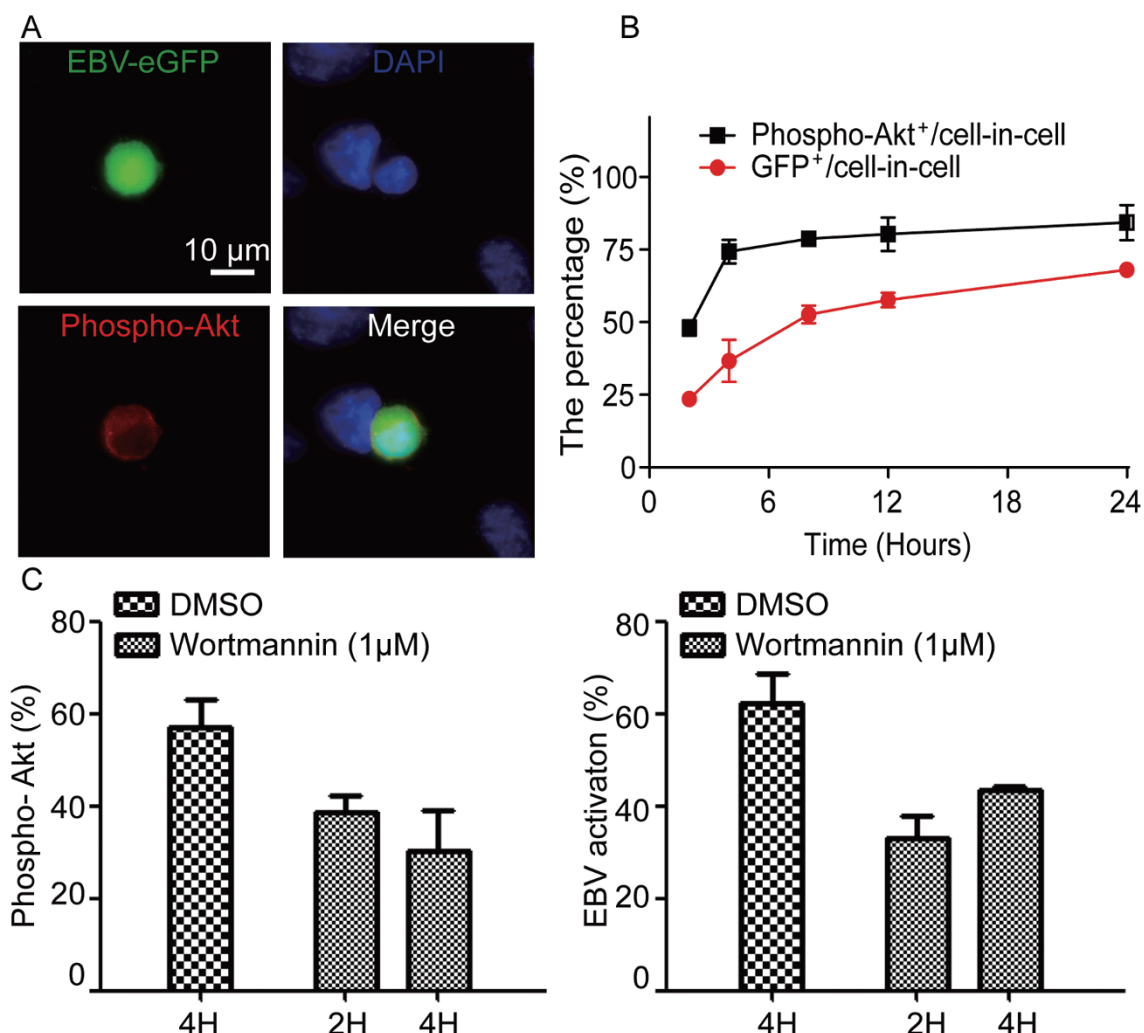 A
EBV-eGFP
DAPI
10 µm
Phospho-Akt
Merge
B
Phospho-Akt⁺/cell-in-cell
GFP⁺/cell-in-cell
The percentage (%)
100
75
50
25
0
0 6 12 18 24
Time (Hours)
C
DMSO
Wortmannin (1µM)
Phospho- Akt (%)
80
60
40
20
0
4H 2H 4H
DMSO
Wortmannin (1µM)
EBV activaton (%)
80
60
40
20
0
4H 2H 4H